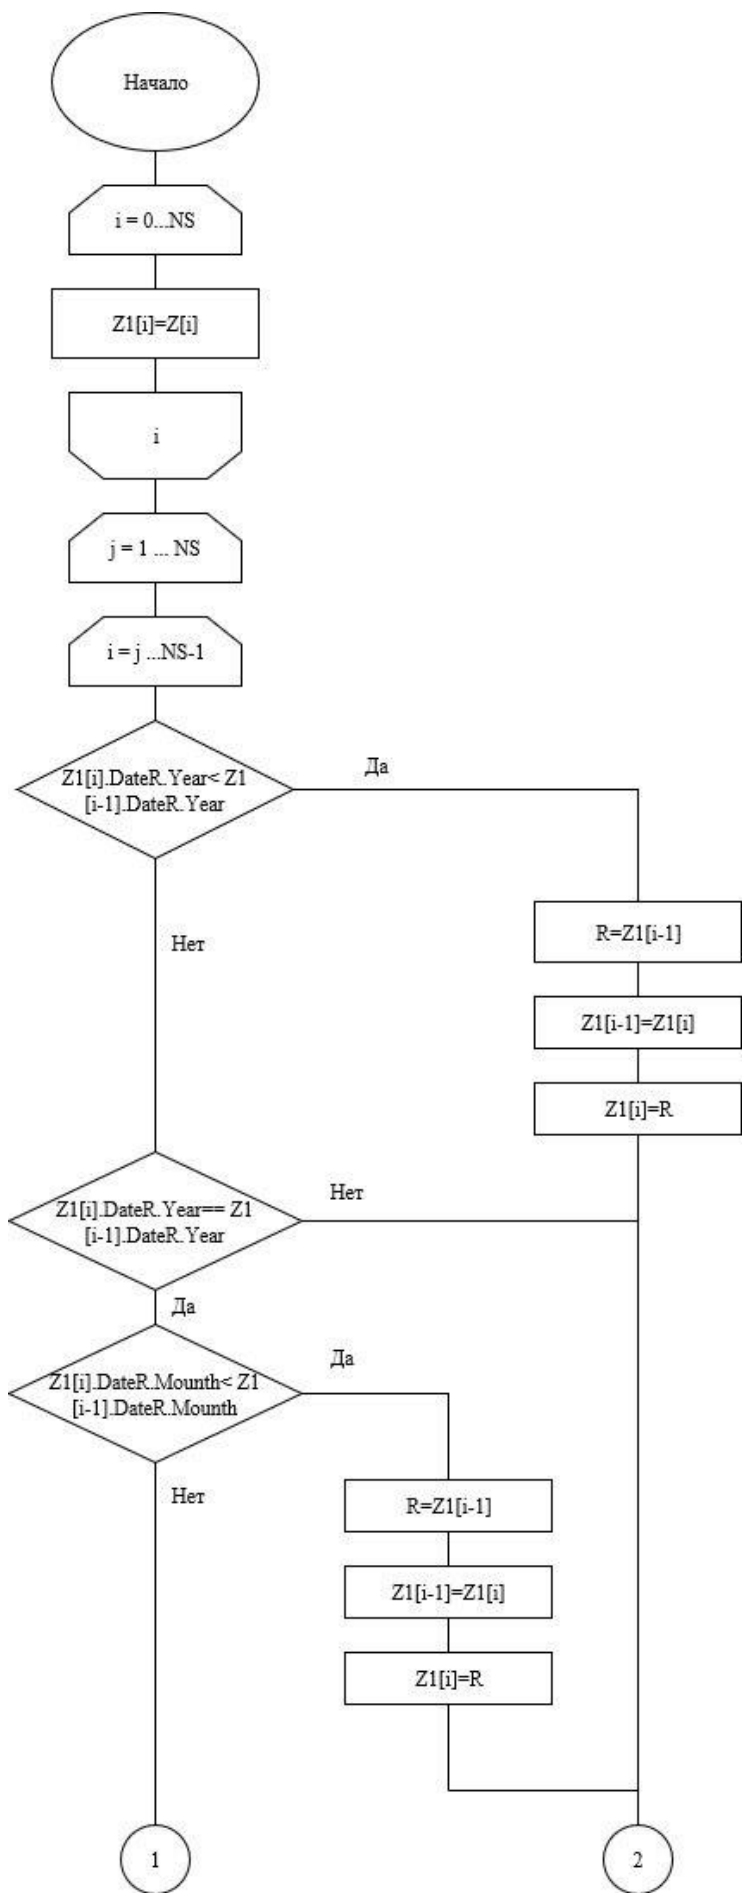 Начало
i = 0...NS
Z1[i]=Z[i]
i
j = 1 ... NS
i = j ...NS-1
Z1[i].DateR.Year< Z1
[i-1].DateR.Year
Да
Нет
R=Z1[i-1]
Z1[i-1]=Z1[i]
Z1[i]=R
Z1[i].DateR.Year== Z1
[i-1].DateR.Year
Нет
Да
Z1[i].DateR.Mounth< Z1
[i-1].DateR.Mounth
Да
Нет
R=Z1[i-1]
Z1[i-1]=Z1[i]
Z1[i]=R
1
2